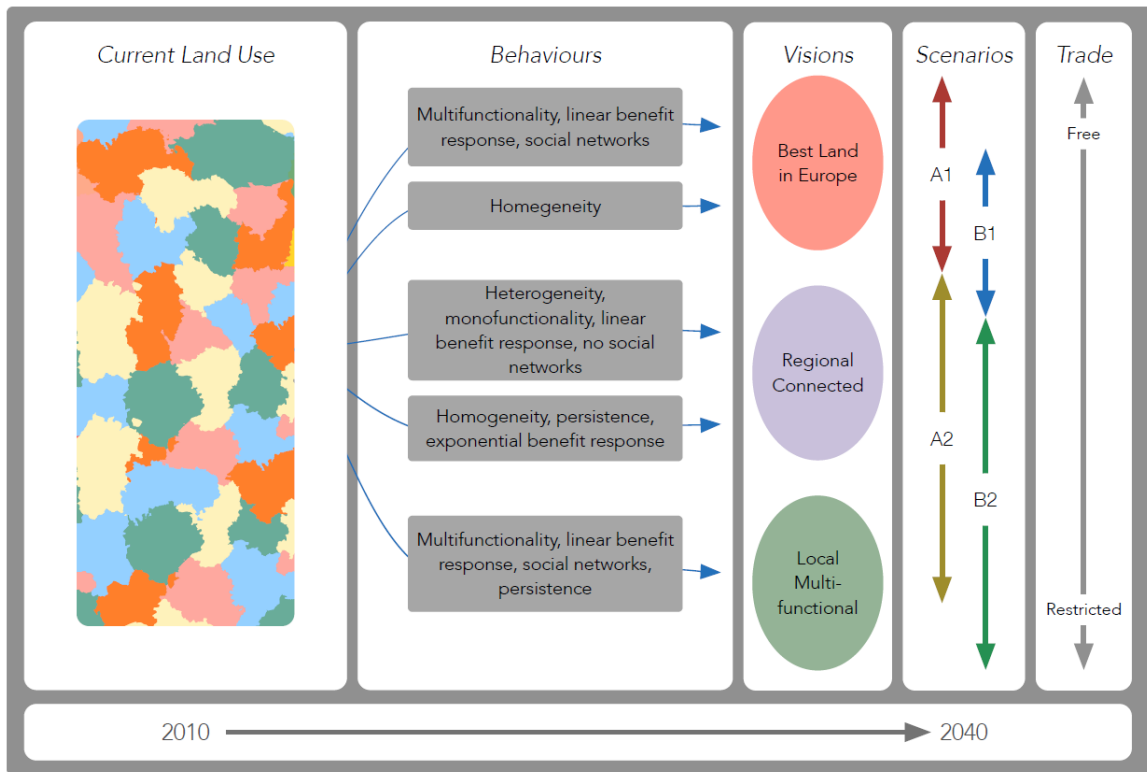 Current Land Use
Behaviours
Visions
Scenarios
Trade
Multifunctionality, linear benefit
response, social networks
Homegeneity
Heterogeneity,
monofunctionality, linear
benefit response, no social
networks
Homogeneity, persistence,
exponential benefit response
Multifunctionality, linear benefit
response, social networks,
persistence
Best Land
in Europe
Regional
Connected
Local
Multi-
functional
A1
B1
A2
B2
Free
Restricted
2010
2040